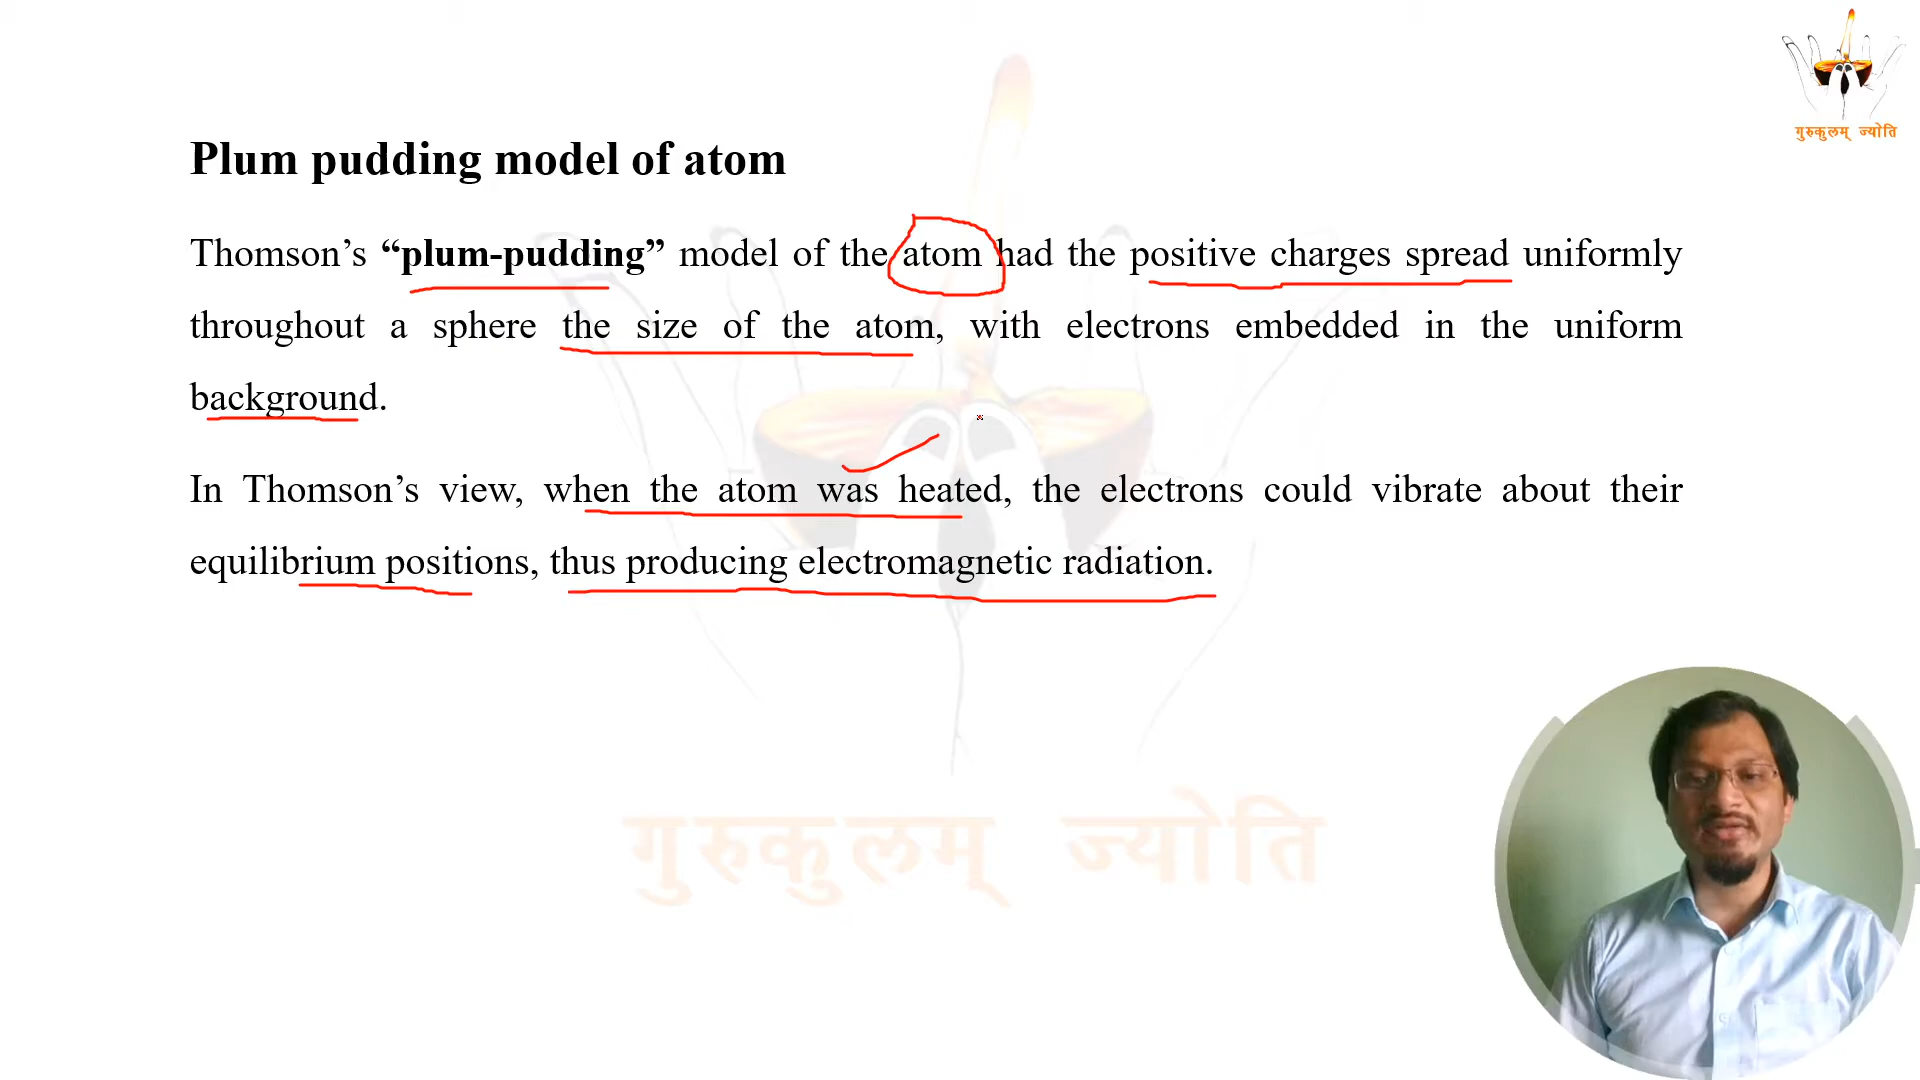 गुरुकुलम् ज्योति
Plum pudding model of atom
Thomson’s “plum-pudding” model of the atom had the positive charges spread uniformly
throughout a sphere the size of the atom, with electrons embedded in the uniform
background.
In Thomson’s view, when the atom was heated, the electrons could vibrate about their
equilibrium positions, thus producing electromagnetic radiation.
गुरुकुलम् ज्योति